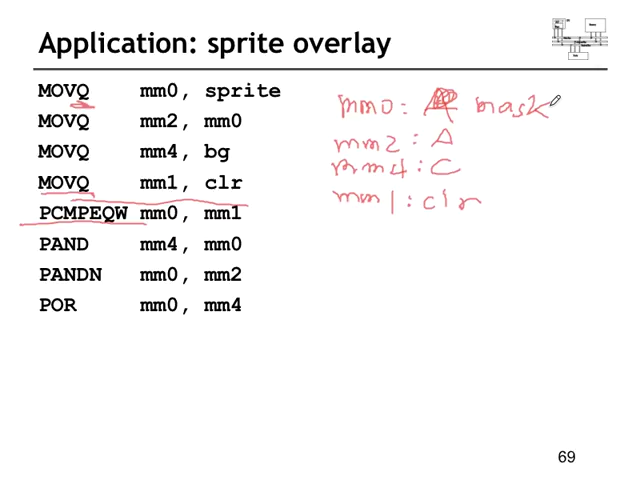 Application: sprite overlay
MOVQ mm0, sprite
MOVQ mm2, mm0
MOVQ mm4, bg
MOVQ mm1, clr
PCMPEQW mm0, mm1
PAND mm4, mm0
PANDN mm0, mm2
POR mm0, mm4
mm0: mask
mm2: A
mm4: C
mm1: clr
69